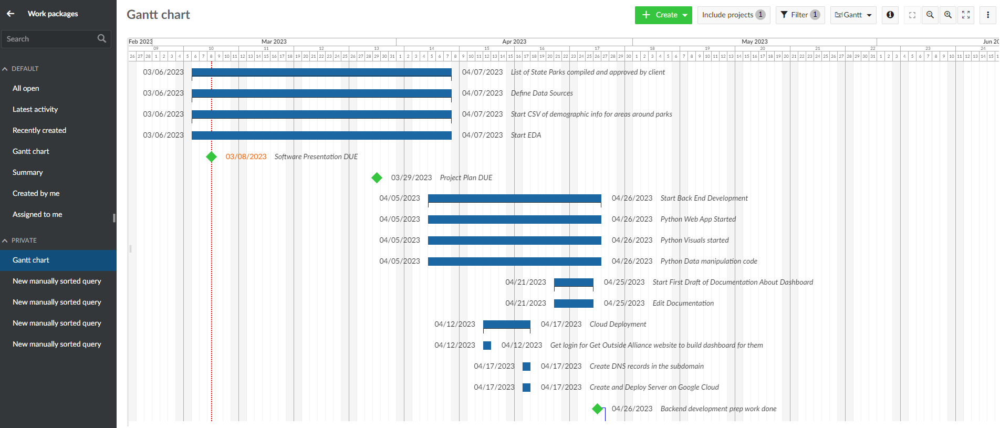 Work packages
Search
DEFAULT
All open
Latest activity
Recently created
Gantt chart
Summary
Created by me
Assigned to me
PRIVATE
Gantt chart
New manually sorted query
New manually sorted query
New manually sorted query
New manually sorted query
Gantt chart
+ Create
Include projects 1
Filter 1
Gantt
Feb 2023 Mar 2023 Apr 2023 May 2023 Jun 20
09 10 11 12 13 14 15 16 17 18 19 20 21 22 23 24
26 27 28 1 2 3 4 5 6 7 8 9 10 11 12 13 14 15 16 17 18 19 20 21 22 23 24 25 26 27 28 29 30 31 1 2 3 4 5 6 7 8 9 10 11 12 13 14 15 16 17 18 19 20 21 22 23 24 25 26 27 28 29 30 1 2 3 4 5 6 7 8 9 10 11 12 13 14 15 16 17 18 19 20 21 22 23 24 25 26 27 28 29 30 31 1 2 3 4 5 6 7 8 9 10 11 12 13 14 15 1
03/06/2023 04/07/2023 List of State Parks compiled and approved by client
03/06/2023 04/07/2023 Define Data Sources
03/06/2023 04/07/2023 Start CSV of demographic info for areas around parks
03/06/2023 04/07/2023 Start EDA
03/08/2023 Software Presentation DUE
03/29/2023 Project Plan DUE
04/05/2023 04/26/2023 Start Back End Development
04/05/2023 04/26/2023 Python Web App Started
04/05/2023 04/26/2023 Python Visuals started
04/05/2023 04/26/2023 Python Data manipulation code
04/21/2023 04/25/2023 Start First Draft of Documentation About Dashboard
04/21/2023 04/25/2023 Edit Documentation
04/12/2023 04/17/2023 Cloud Deployment
04/12/2023 04/12/2023 Get login for Get Outside Alliance website to build dashboard for them
04/17/2023 04/17/2023 Create DNS records in the subdomain
04/17/2023 04/17/2023 Create and Deploy Server on Google Cloud
04/26/2023 Backend development prep work done